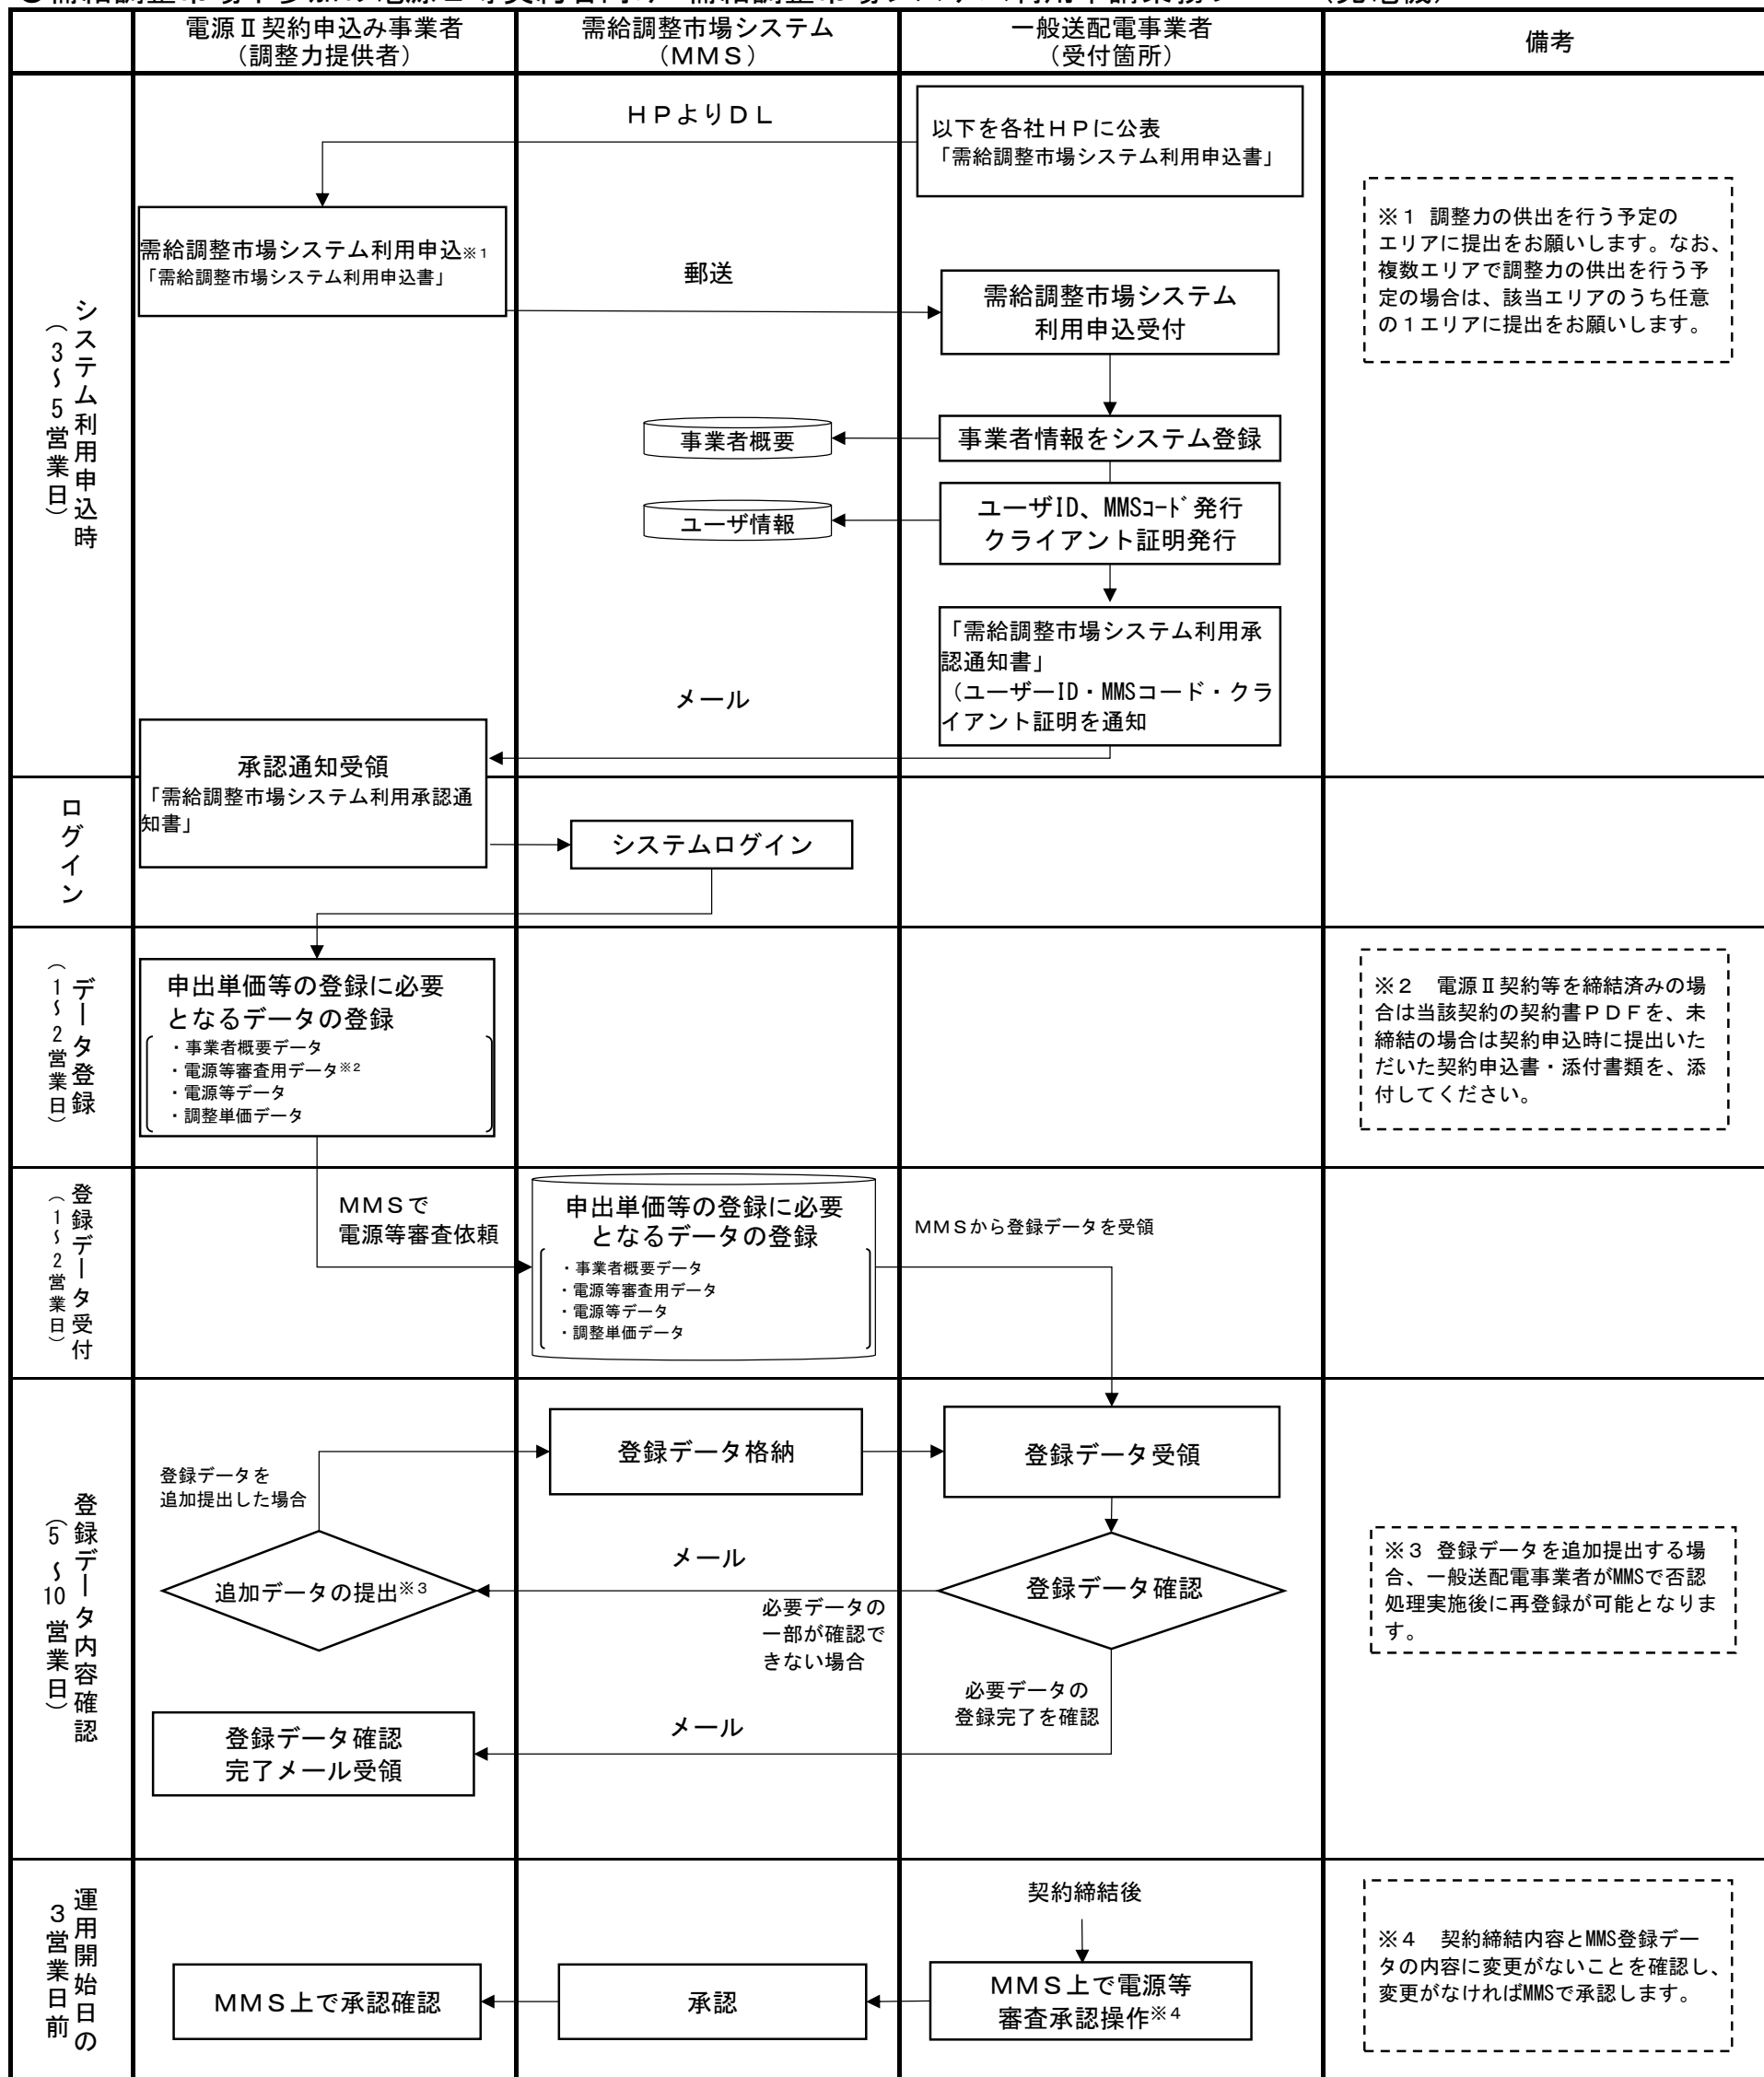 電源Ⅱ契約申込み事業者
（調整力提供者）
需給調整市場システム
（ＭＭＳ）
一般送配電事業者
（受付箇所）
備考
システム利用申込時
（３～５営業日）
ＨＰよりＤＬ
以下を各社ＨＰに公表
「需給調整市場システム利用申込書」
需給調整市場システム利用申込※１
「需給調整市場システム利用申込書」
郵送
需給調整市場システム
利用申込受付
※１ 調整力の供出を行う予定の
エリアに提出をお願いします。なお、
複数エリアで調整力の供出を行う予
定の場合は、該当エリアのうち任意
の１エリアに提出をお願いします。
事業者概要
事業者情報をシステム登録
ユーザ情報
ユーザID、MMSｺｰﾄﾞ発行
クライアント証明発行
「需給調整市場システム利用承
認通知書」
（ユーザーID・MMSコード・クラ
イアント証明を通知
メール
承認通知受領
「需給調整市場システム利用承認通
知書」
ログイン
システムログイン
データ登録
（１～２営業日）
申出単価等の登録に必要
となるデータの登録
・事業者概要データ
・電源等審査用データ※２
・電源等データ
・調整単価データ
※２　電源Ⅱ契約等を締結済みの場
合は当該契約の契約書ＰＤＦを、未
締結の場合は契約申込時に提出いた
だいた契約申込書・添付書類を、添
付してください。
登録データ受付
（１～２営業日）
ＭＭＳで
電源等審査依頼
申出単価等の登録に必要
となるデータの登録
・事業者概要データ
・電源等審査用データ
・電源等データ
・調整単価データ
ＭＭＳから登録データを受領
登録データ内容確認
（５～10営業日）
登録データ格納
登録データ受領
登録データを
追加提出した場合
追加データの提出※３
メール
登録データ確認
必要データの
一部が確認で
きない場合
※３ 登録データを追加提出する場
合、一般送配電事業者がMMSで否認
処理実施後に再登録が可能となりま
す。
必要データの
登録完了を確認
メール
登録データ確認
完了メール受領
運用開始日の
３営業日前
契約締結後
ＭＭＳ上で承認確認
承認
ＭＭＳ上で電源等
審査承認操作※４
※４　契約締結内容とMMS登録デー
タの内容に変更がないことを確認し、
変更がなければMMSで承認します。